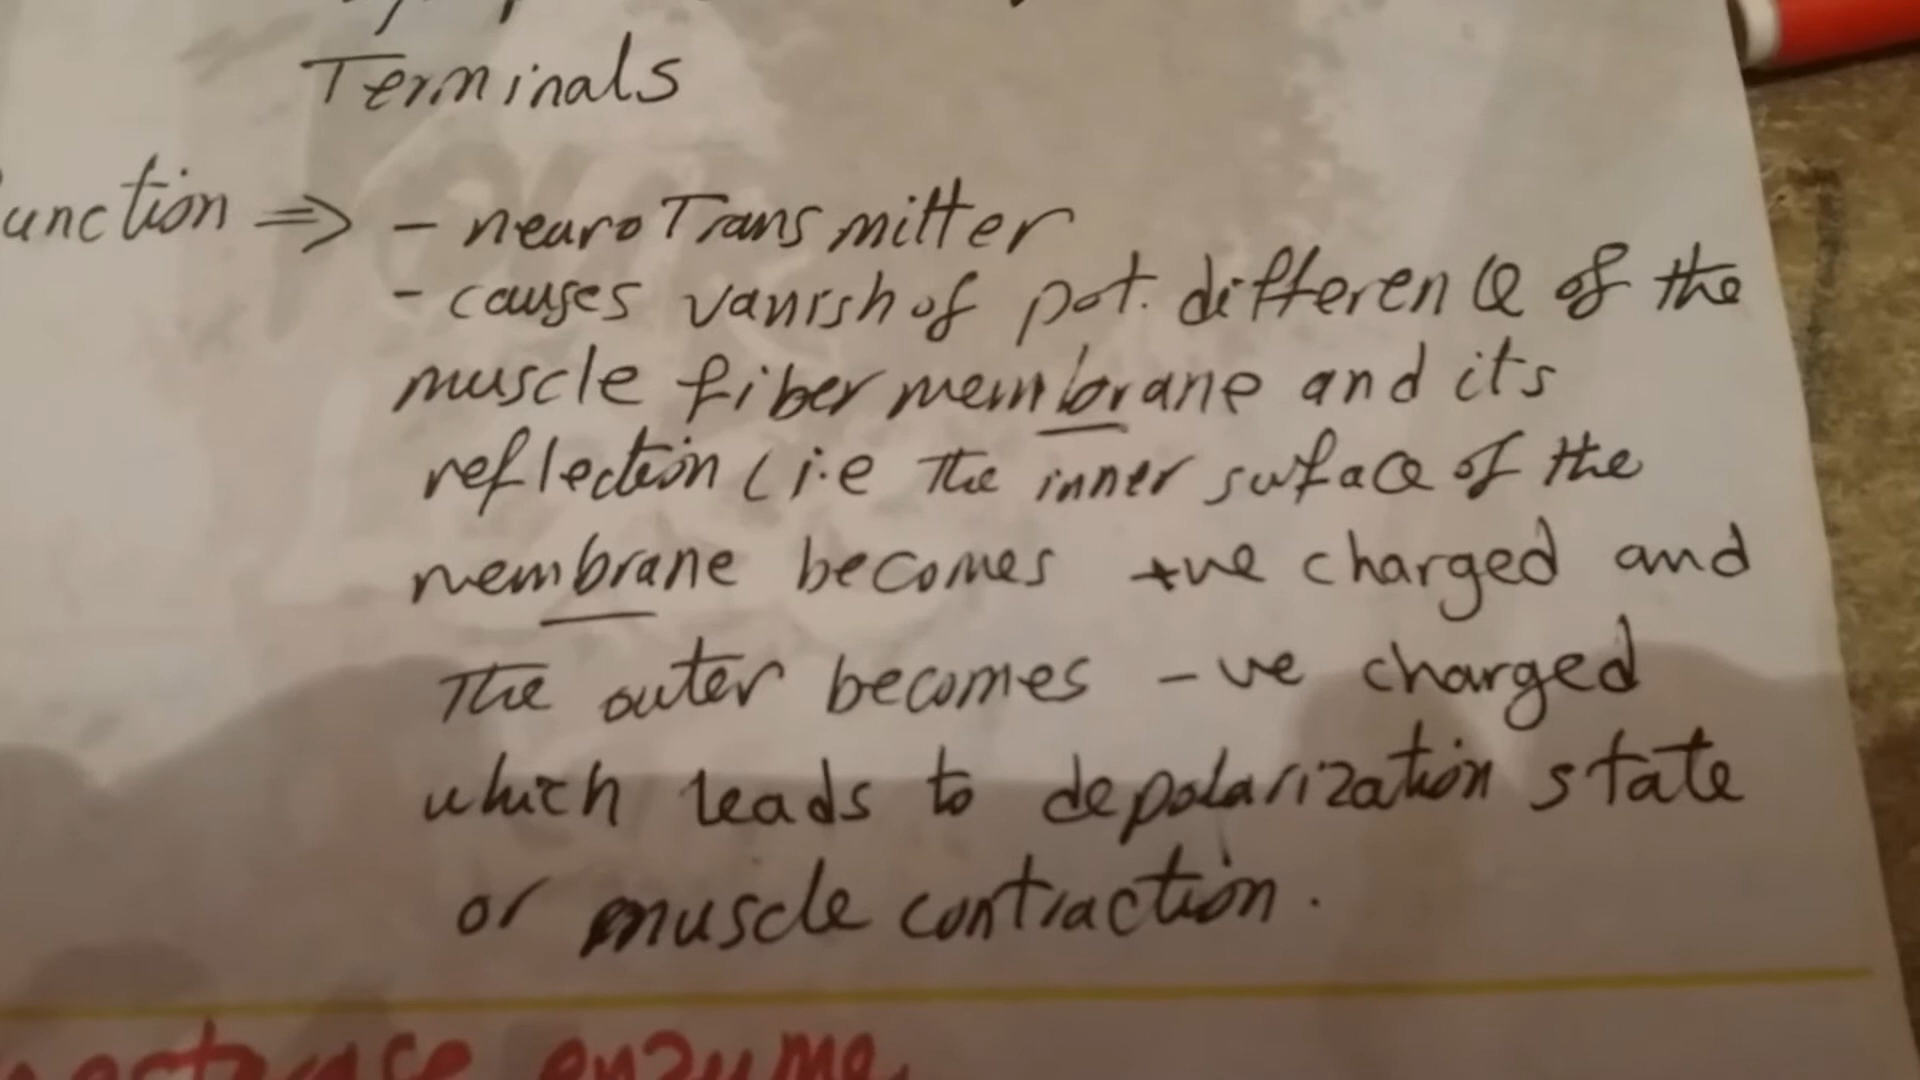 Terminals
unction ⇒ - neuroTransmitter
- causes vanish of pot. difference of the
muscle fiber membrane and its
reflection (i.e the inner surface of the
membrane becomes +ve charged and
The outer becomes -ve charged
which leads to depolarization state
or muscle contraction.
enzyme